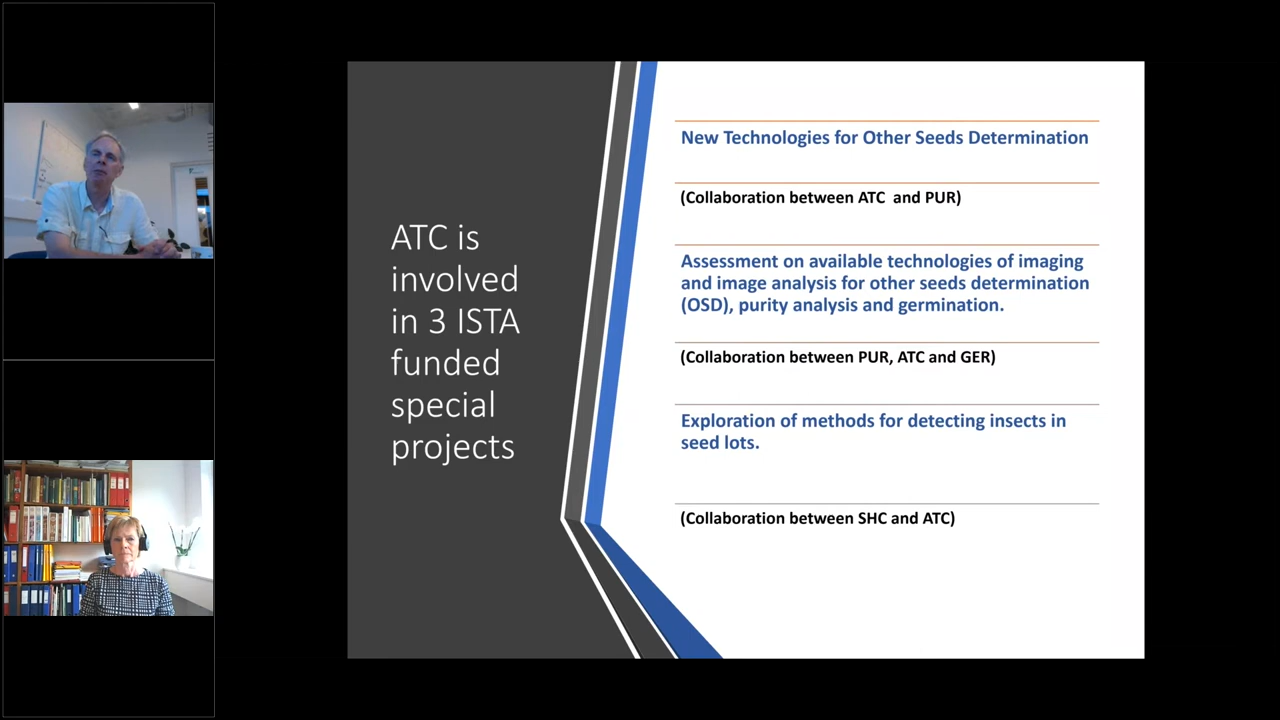 ATC is
involved
in 3 ISTA
funded
special
projects
New Technologies for Other Seeds Determination
(Collaboration between ATC  and PUR)
Assessment on available technologies of imaging
and image analysis for other seeds determination
(OSD), purity analysis and germination.
(Collaboration between PUR, ATC and GER)
Exploration of methods for detecting insects in
seed lots.
(Collaboration between SHC and ATC)